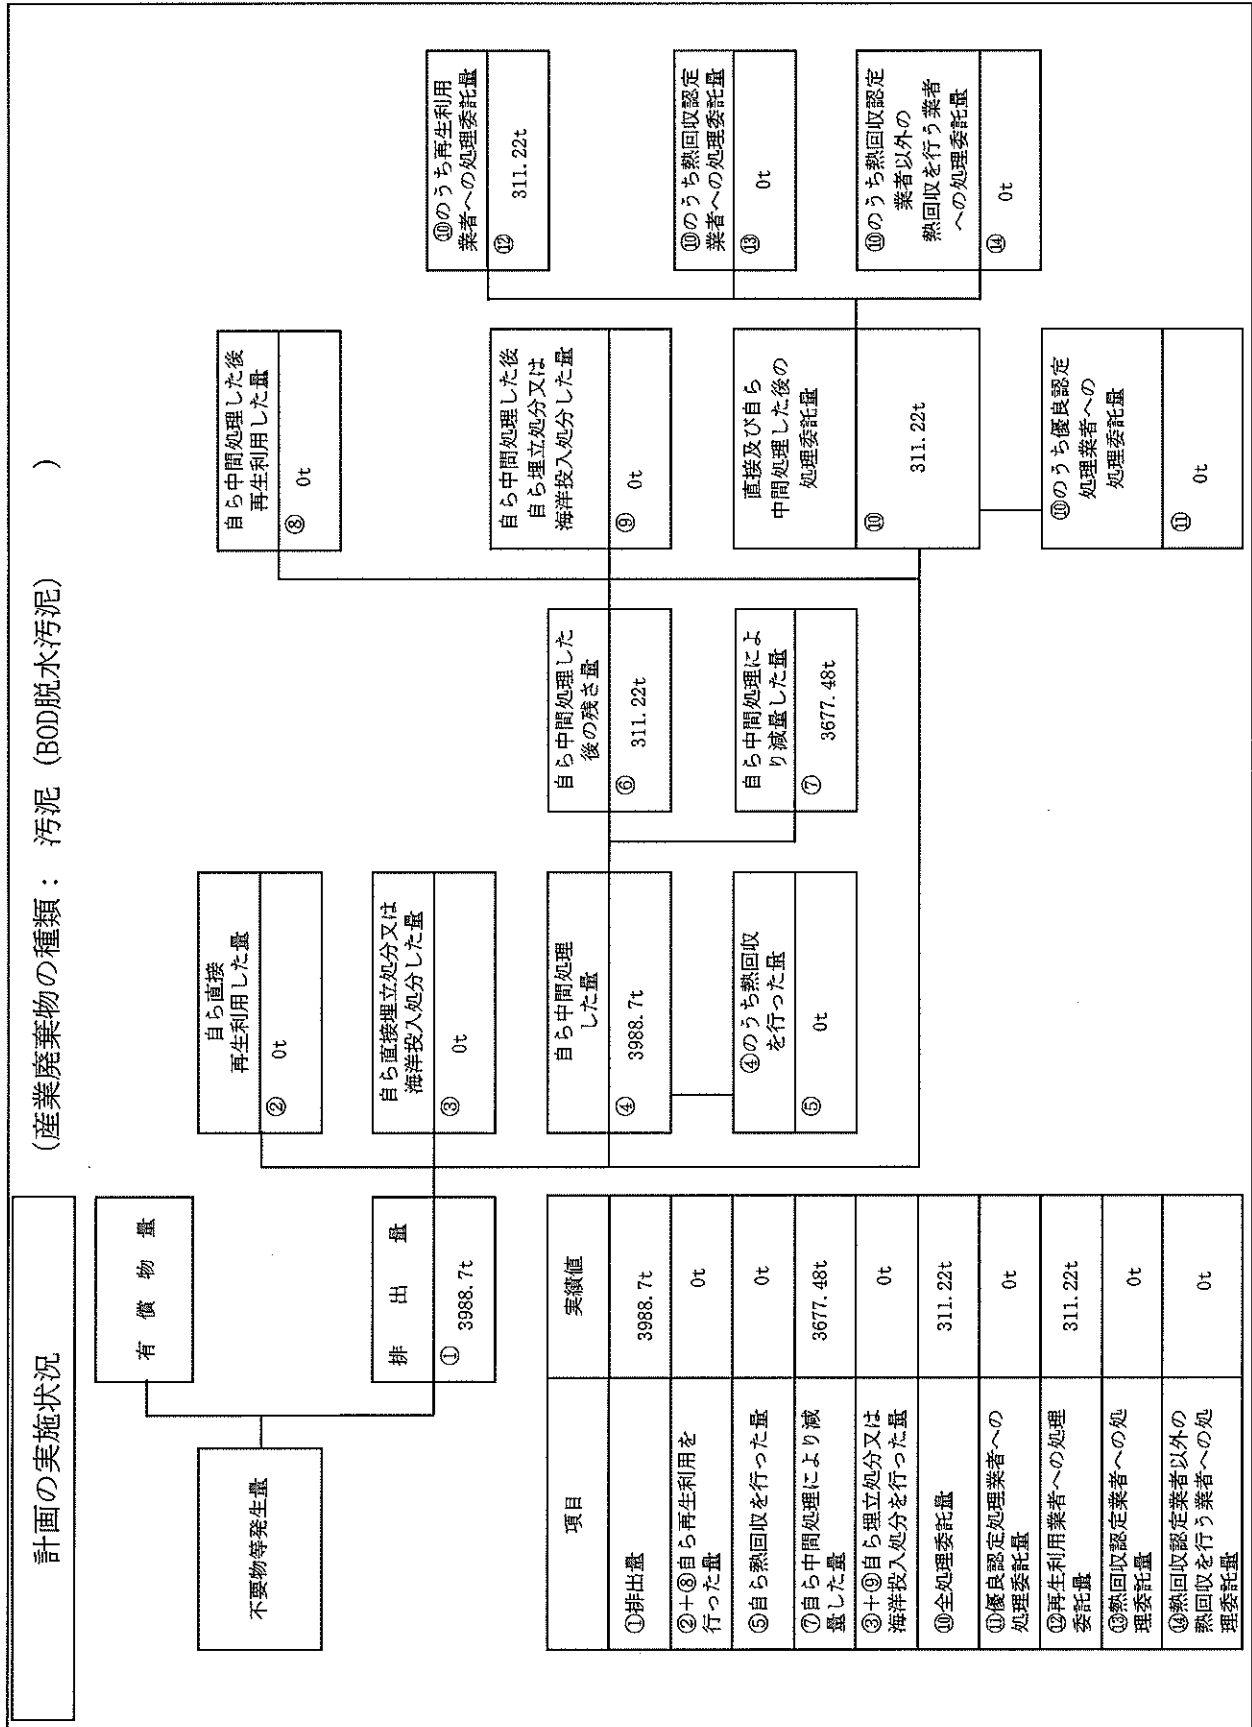 計画の実施状況
(産業廃棄物の種類: 汚泥 (BOD脱水汚泥) )
不要物等発生量
有償物量
排出量
① 3988.7t
自ら直接
再生利用した量
② 0t
自ら直接埋立処分又は
海洋投入処分した量
③ 0t
自ら中間処理
した量
④ 3988.7t
④のうち熱回収
を行った量
⑤ 0t
自ら中間処理した
後の残さ量
⑥ 311.22t
自ら中間処理によ
り減量した量
⑦ 3677.48t
自ら中間処理した後
再生利用した量
⑧ 0t
自ら中間処理した後
自ら埋立処分又は
海洋投入処分した量
⑨ 0t
直接及び自ら
中間処理した後の
処理委託量
⑩ 311.22t
⑩のうち優良認定
処理業者への
処理委託量
⑪ 0t
⑩のうち再生利用
業者への処理委託量
⑫ 311.22t
⑩のうち熱回収認定
業者への処理委託量
⑬ 0t
⑩のうち熱回収認定
業者以外の
熱回収を行う業者
への処理委託量
⑭ 0t
項目 実績値
①排出量 3988.7t
②+⑧自ら再生利用を
行った量 0t
⑤自ら熱回収を行った量 0t
⑦自ら中間処理により減
量した量 3677.48t
③+⑨自ら埋立処分又は
海洋投入処分を行った量 0t
⑩全処理委託量 311.22t
⑪優良認定処理業者への
処理委託量 0t
⑫再生利用業者への処理
委託量 311.22t
⑬熱回収認定業者への処
理委託量 0t
⑭熱回収認定業者以外の
熱回収を行う業者への処
理委託量 0t